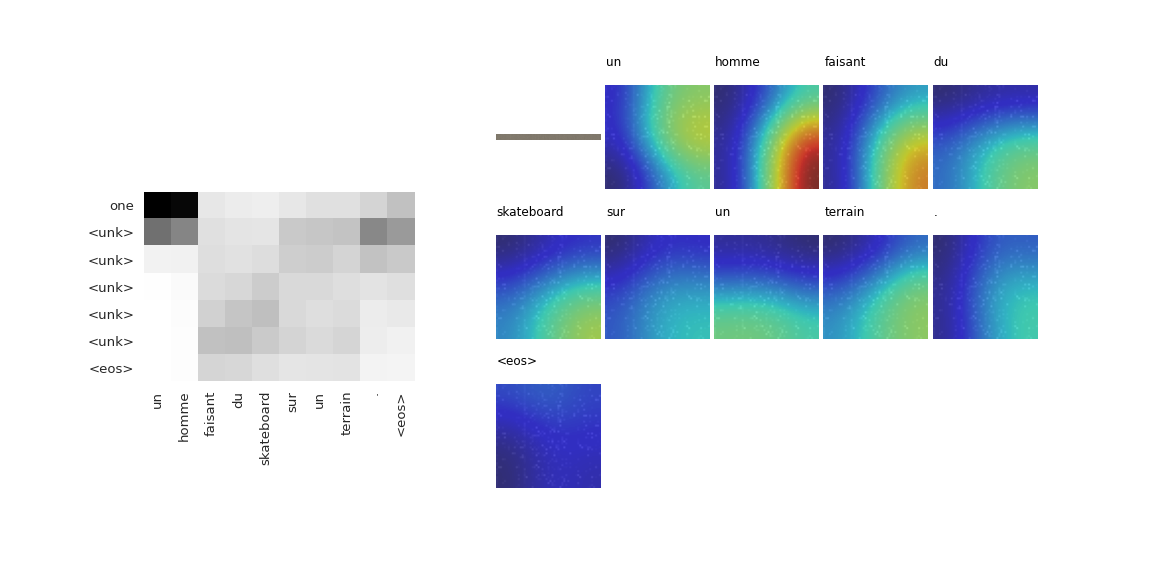 one
<unk>
<unk>
<unk>
<unk>
<unk>
<eos>
un
homme
faisant
du
skateboard
sur
un
terrain
.
<eos>
un homme faisant du
skateboard sur un terrain .
<eos>